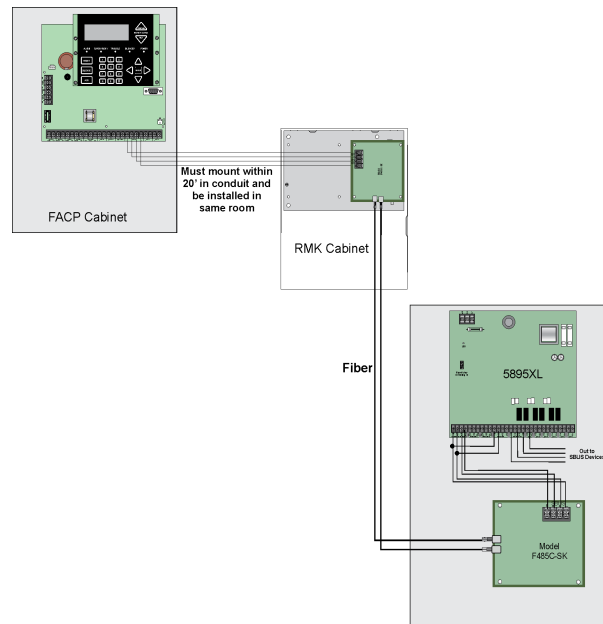 Must mount within
20' in conduit and
be installed in
same room
FACP Cabinet
RMK Cabinet
Fiber
5895XL
Out to
SBUS Devices
Model
F485C-SK